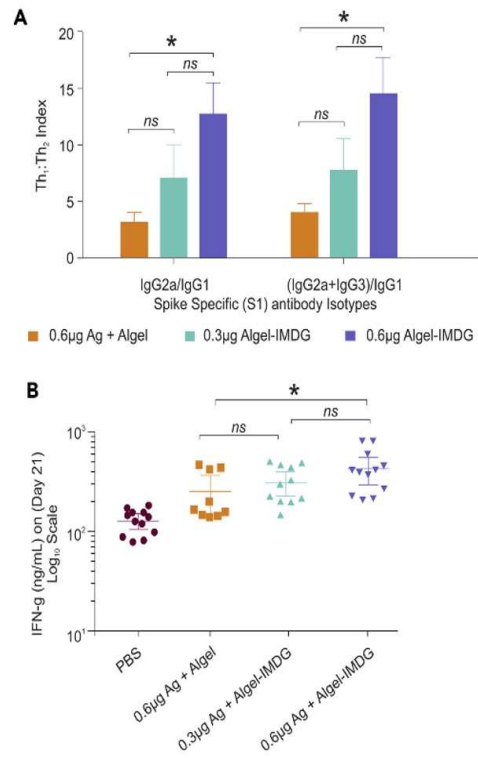 A
20
15
10
5
0
Th₁:Th₂ Index
*
ns
ns
*
ns
ns
IgG2a/IgG1
(IgG2a+IgG3)/IgG1
Spike Specific (S1) antibody Isotypes
0.6µg Ag + Algel
0.3µg Algel-IMDG
0.6µg Algel-IMDG
B
*
ns
ns
10³
10²
10¹
IFN-g (ng/mL) on (Day 21)
Log₁₀ Scale
PBS
0.6µg Ag + Algel
0.3µg Ag + Algel-IMDG
0.6µg Ag + Algel-IMDG